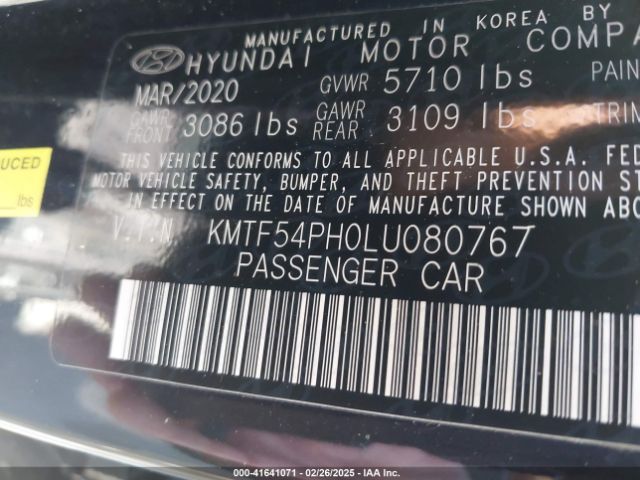 MANUFACTURED IN KOREA BY
HYUNDAI MOTOR COMPA
MAR/2020 GVWR 5710 lbs PAIN
GAWR FRONT 3086 lbs GAWR REAR 3109 lbs TRIM
THIS VEHICLE CONFORMS TO ALL APPLICABLE U.S.A. FED
MOTOR VEHICLE SAFETY, BUMPER, AND THEFT PREVENTION ST
IN EFFECT ON THE DATE OF MANUFACTURE SHOWN ABO
V.I.N. KMTF54PH0LU080767
PASSENGER CAR
UCED
lbs
000-41641071 | 02/26/2025 | IAA Inc.